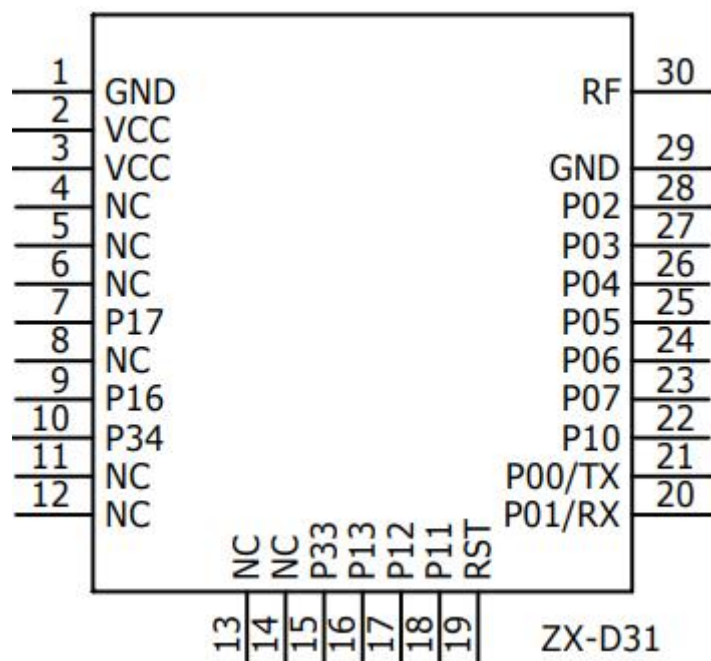 1 GND
2 VCC
3 VCC
4 NC
5 NC
6 NC
7 P17
8 NC
9 P16
10 P34
11 NC
12 NC
13 NC
14 NC
15 P33
16 P13
17 P12
18 P11
19 RST
RF 30
GND 29
P02 28
P03 27
P04 26
P05 25
P06 24
P07 23
P10 22
P00/TX 21
P01/RX 20
ZX-D31